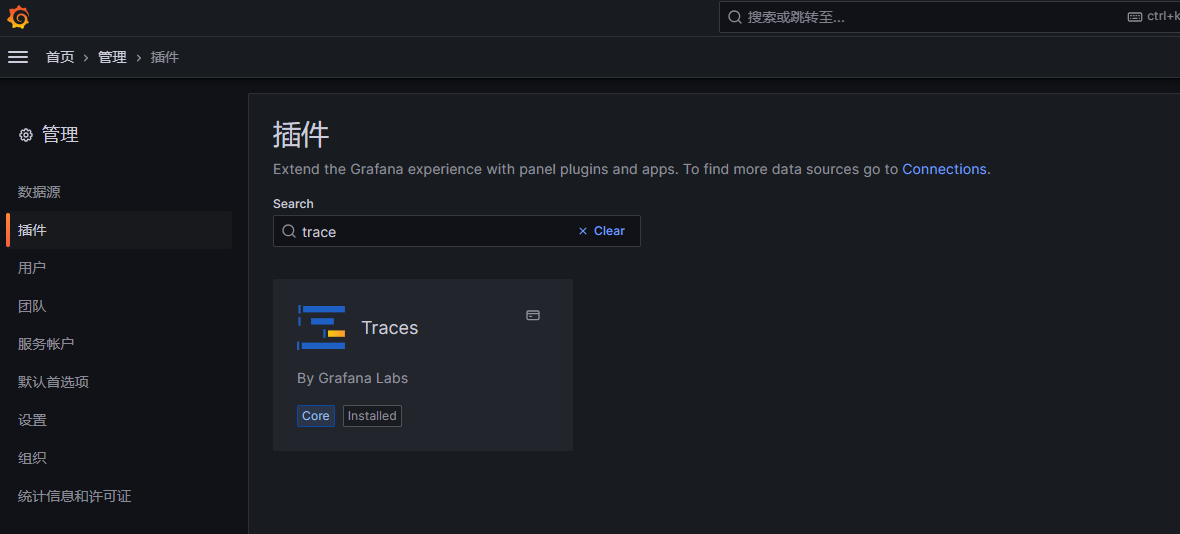 搜索或跳转至...
ctrl+k
首页 › 管理 › 插件
管理
数据源
插件
用户
团队
服务帐户
默认首选项
设置
组织
统计信息和许可证
插件
Extend the Grafana experience with panel plugins and apps. To find more data sources go to Connections.
Search
trace
× Clear
Traces
By Grafana Labs
Core
Installed